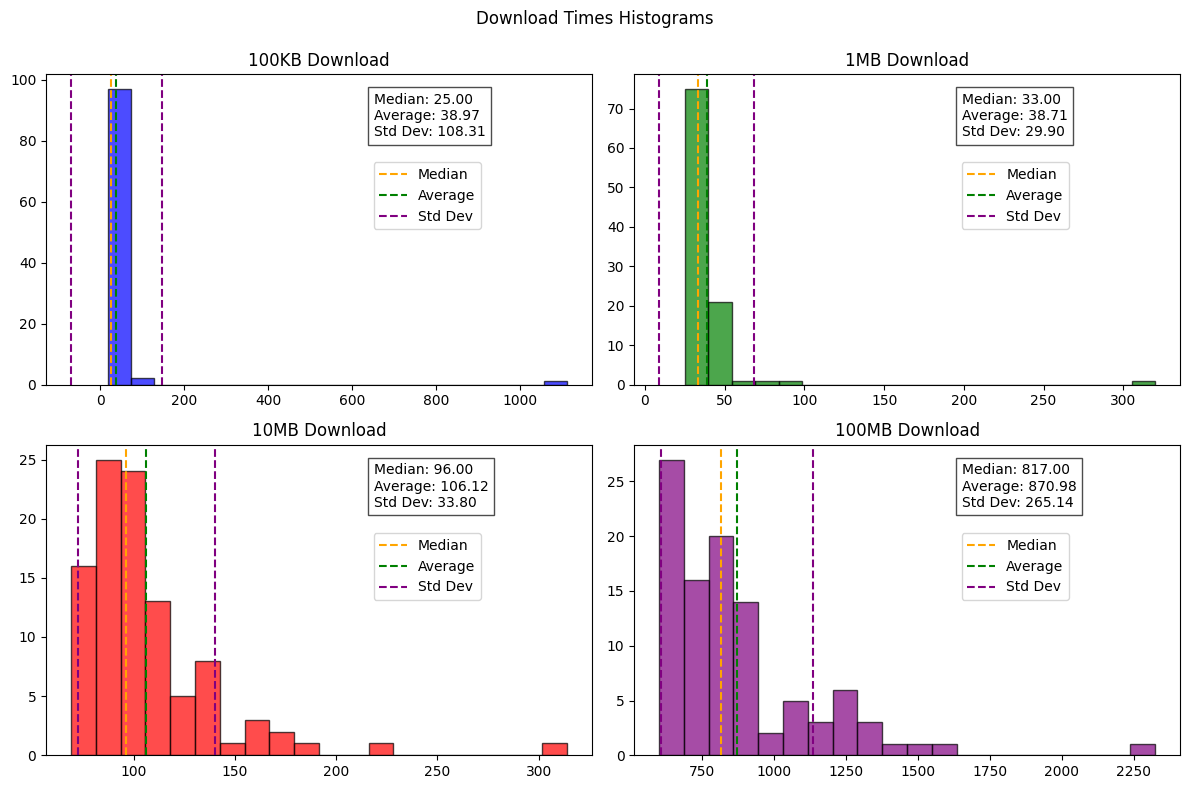 Download Times Histograms
100KB Download
100
80
60
40
20
0
0 200 400 600 800 1000
Median: 25.00
Average: 38.97
Std Dev: 108.31
Median
Average
Std Dev
1MB Download
70
60
50
40
30
20
10
0
0 50 100 150 200 250 300
Median: 33.00
Average: 38.71
Std Dev: 29.90
Median
Average
Std Dev
10MB Download
25
20
15
10
5
0
100 150 200 250 300
Median: 96.00
Average: 106.12
Std Dev: 33.80
Median
Average
Std Dev
100MB Download
25
20
15
10
5
0
750 1000 1250 1500 1750 2000 2250
Median: 817.00
Average: 870.98
Std Dev: 265.14
Median
Average
Std Dev